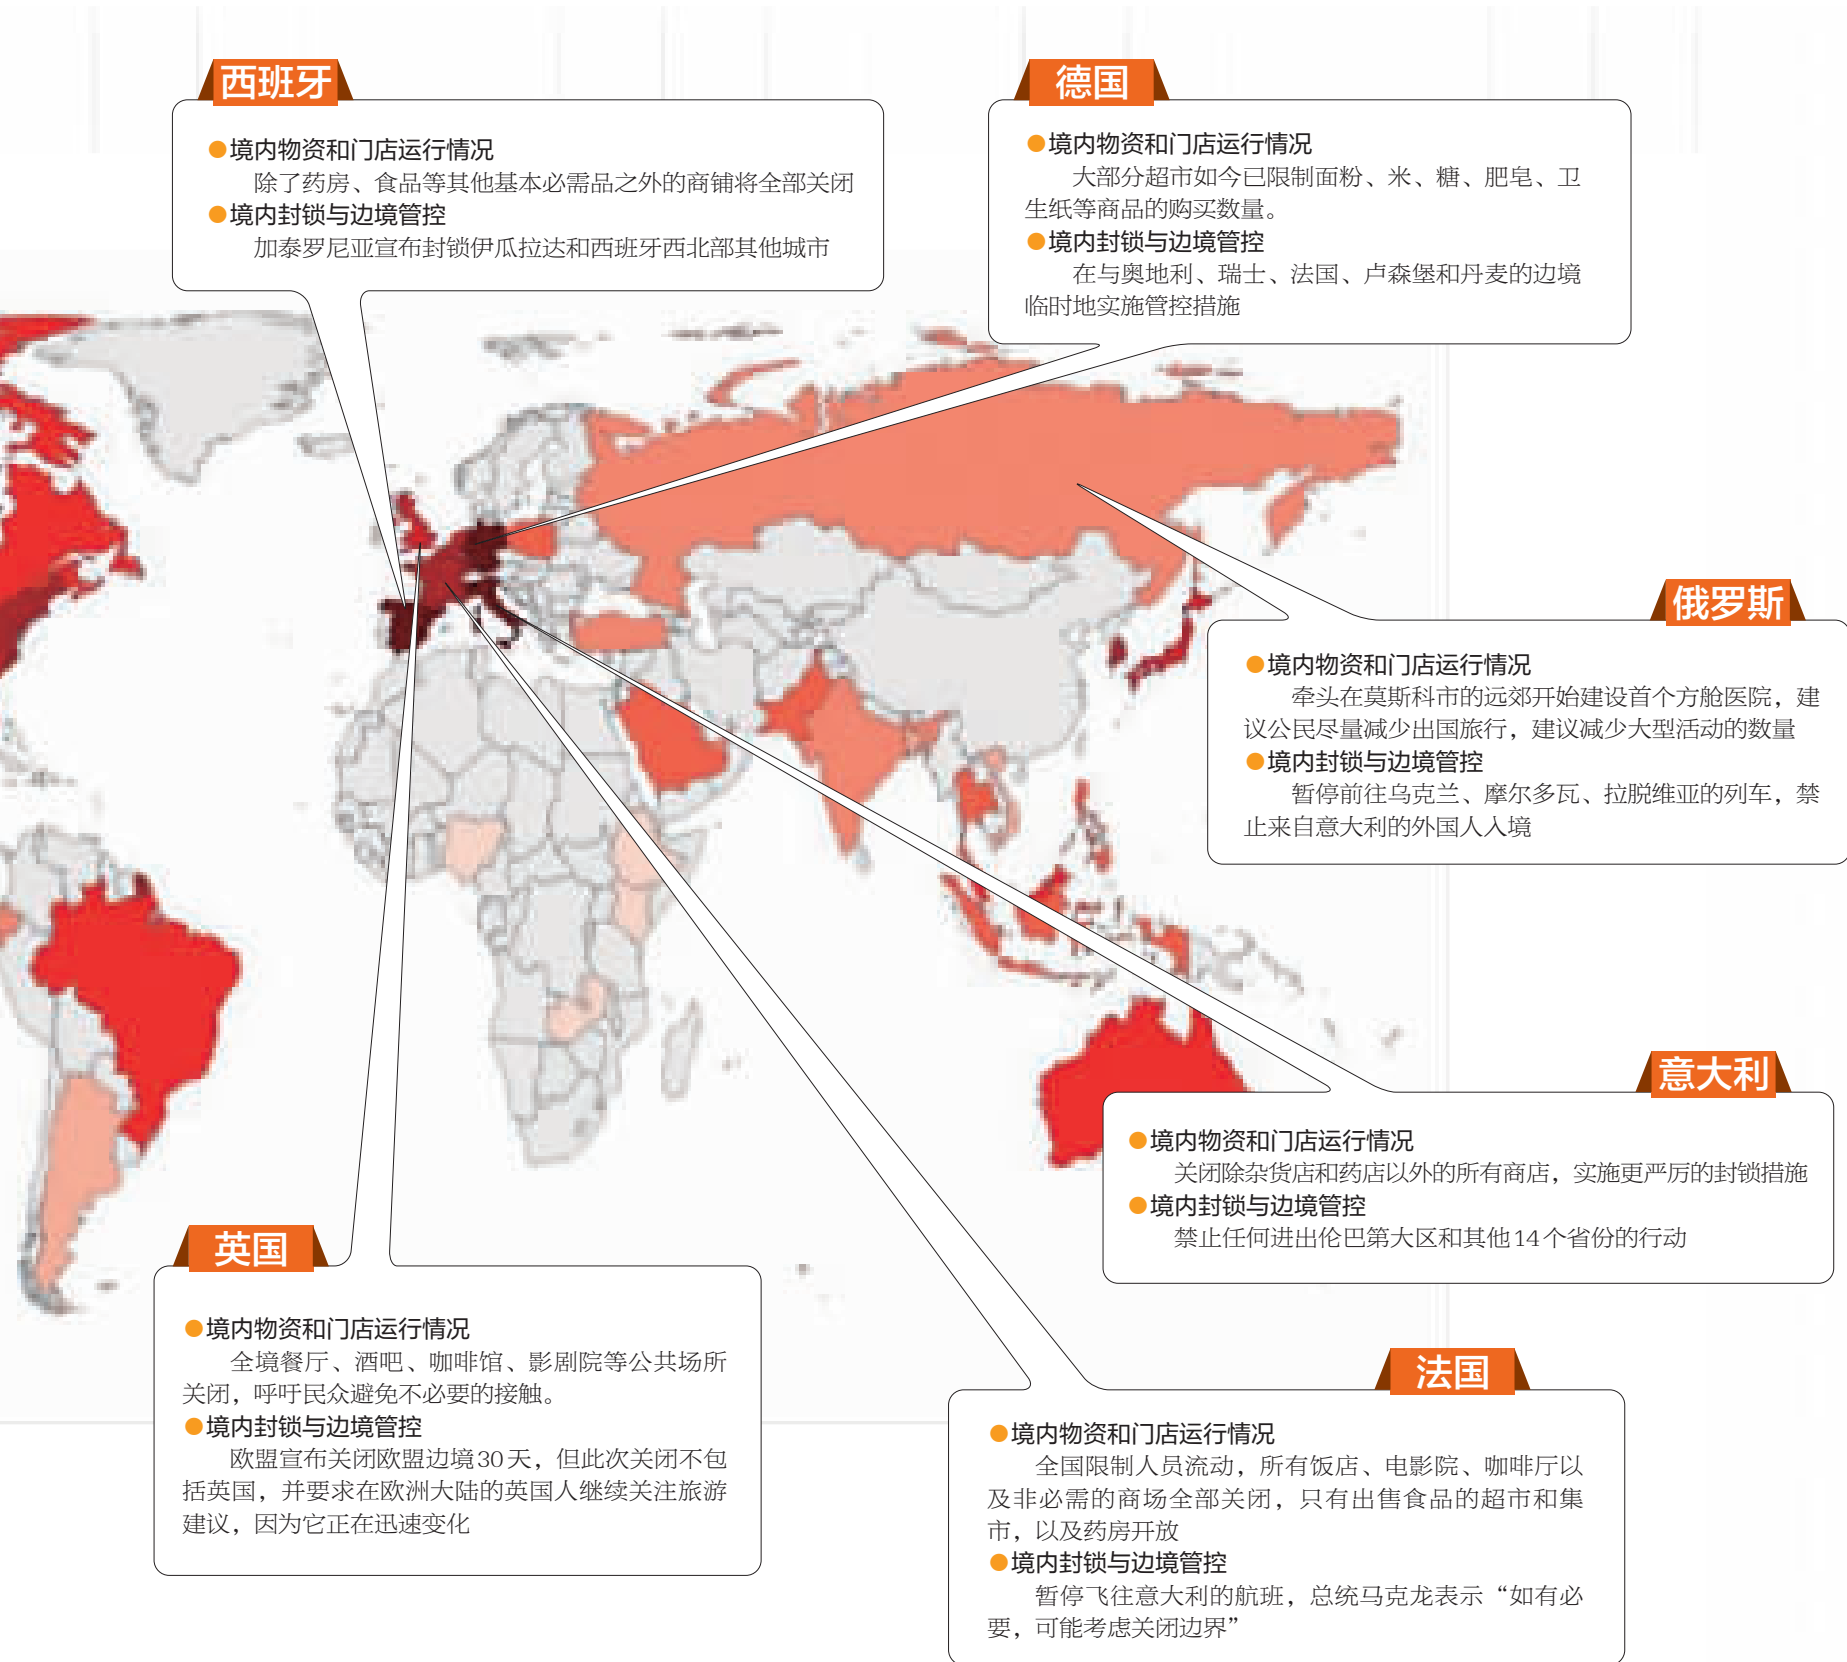 西班牙
●境内物资和门店运行情况
除了药房、食品等其他基本必需品之外的商铺将全部关闭
●境内封锁与边境管控
加泰罗尼亚宣布封锁伊瓜拉达和西班牙西北部其他城市
德国
●境内物资和门店运行情况
大部分超市如今已限制面粉、米、糖、肥皂、卫
生纸等商品的购买数量。
●境内封锁与边境管控
在与奥地利、瑞士、法国、卢森堡和丹麦的边境
临时地实施管控措施
俄罗斯
●境内物资和门店运行情况
牵头在莫斯科市的远郊开始建设首个方舱医院，建
议公民尽量减少出国旅行，建议减少大型活动的数量
●境内封锁与边境管控
暂停前往乌克兰、摩尔多瓦、拉脱维亚的列车，禁
止来自意大利的外国人入境
意大利
●境内物资和门店运行情况
关闭除杂货店和药店以外的所有商店，实施更严厉的封锁措施
●境内封锁与边境管控
禁止任何进出伦巴第大区和其他14个省份的行动
英国
●境内物资和门店运行情况
全境餐厅、酒吧、咖啡馆、影剧院等公共场所
关闭，呼吁民众避免不必要的接触。
●境内封锁与边境管控
欧盟宣布关闭欧盟边境30天，但此次关闭不包
括英国，并要求在欧洲大陆的英国人继续关注旅游
建议，因为它正在迅速变化
法国
●境内物资和门店运行情况
全国限制人员流动，所有饭店、电影院、咖啡厅以
及非必需的商场全部关闭，只有出售食品的超市和集
市，以及药房开放
●境内封锁与边境管控
暂停飞往意大利的航班，总统马克龙表示“如有必
要，可能考虑关闭边界”